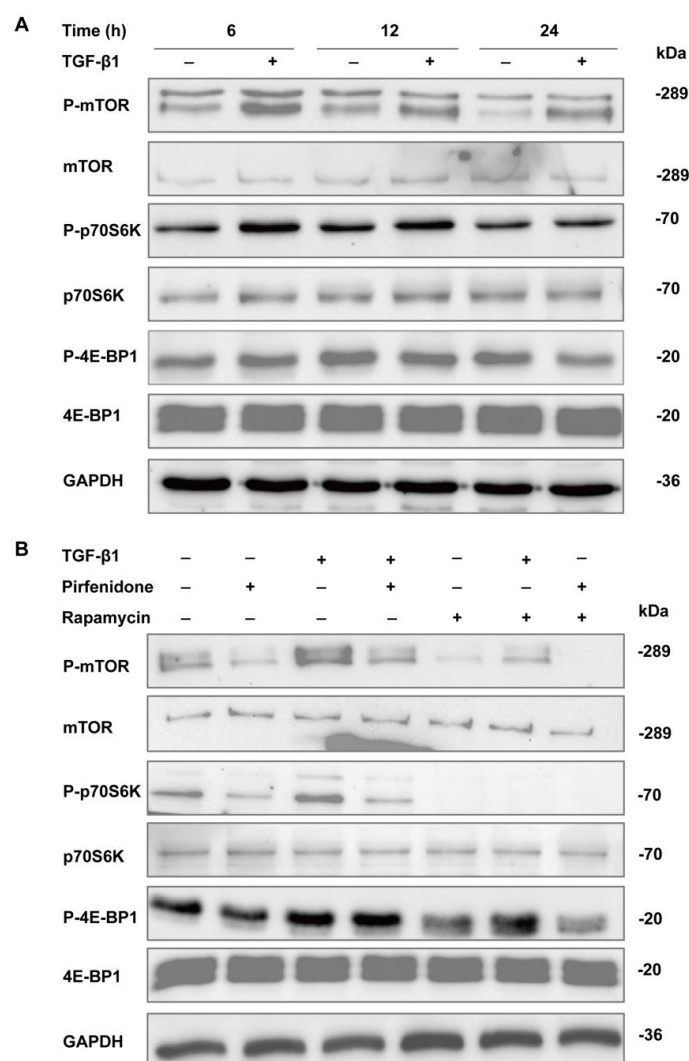 A
Time (h) 6 12 24
TGF-β1 – + – + – + kDa
P-mTOR -289
mTOR -289
P-p70S6K -70
p70S6K -70
P-4E-BP1 -20
4E-BP1 -20
GAPDH -36
B
TGF-β1 – – + + – + –
Pirfenidone – + – + – – +
Rapamycin – – – – + + + kDa
P-mTOR -289
mTOR -289
P-p70S6K -70
p70S6K -70
P-4E-BP1 -20
4E-BP1 -20
GAPDH -36